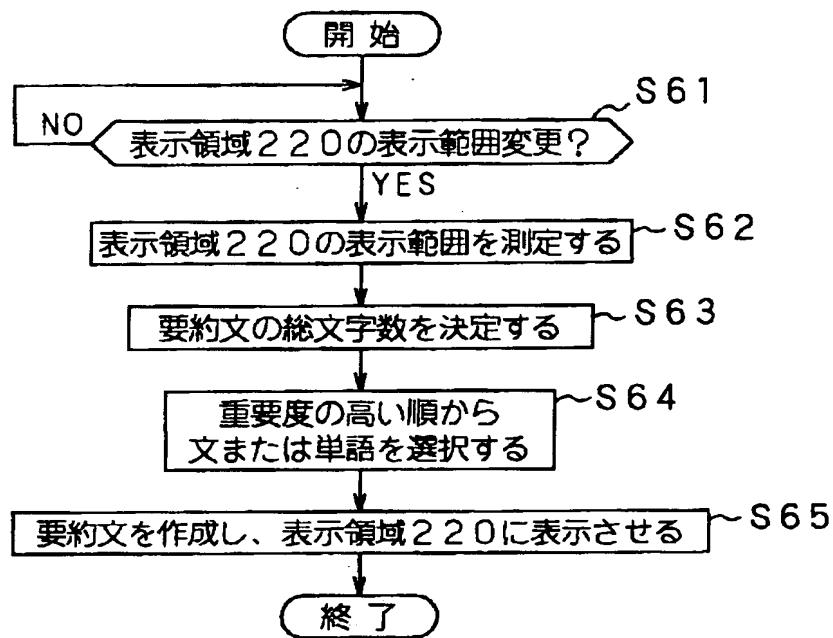 開始
S61
NO
表示領域220の表示範囲変更?
YES
表示領域220の表示範囲を測定する
S62
要約文の総文字数を決定する
S63
重要度の高い順から
文または単語を選択する
S64
要約文を作成し、表示領域220に表示させる
S65
終了